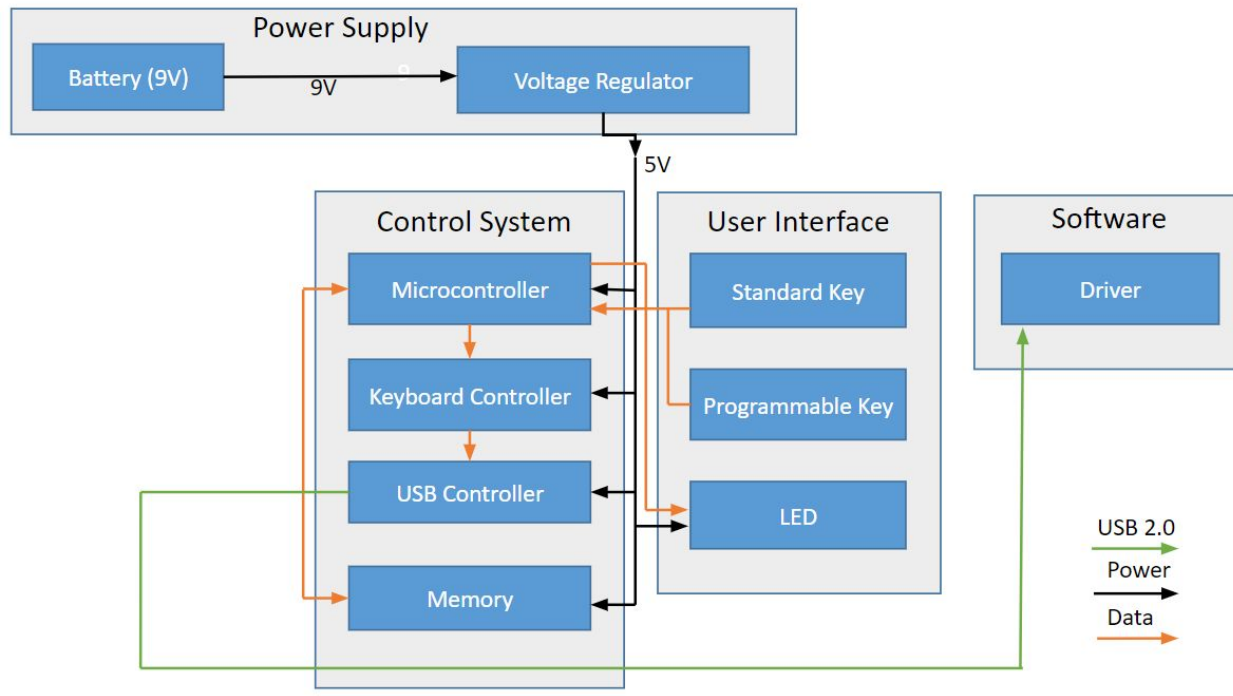 Power Supply
Battery (9V)
9V
9
Voltage Regulator
5V
Control System
Microcontroller
Keyboard Controller
USB Controller
Memory
User Interface
Standard Key
Programmable Key
LED
Software
Driver
USB 2.0
Power
Data